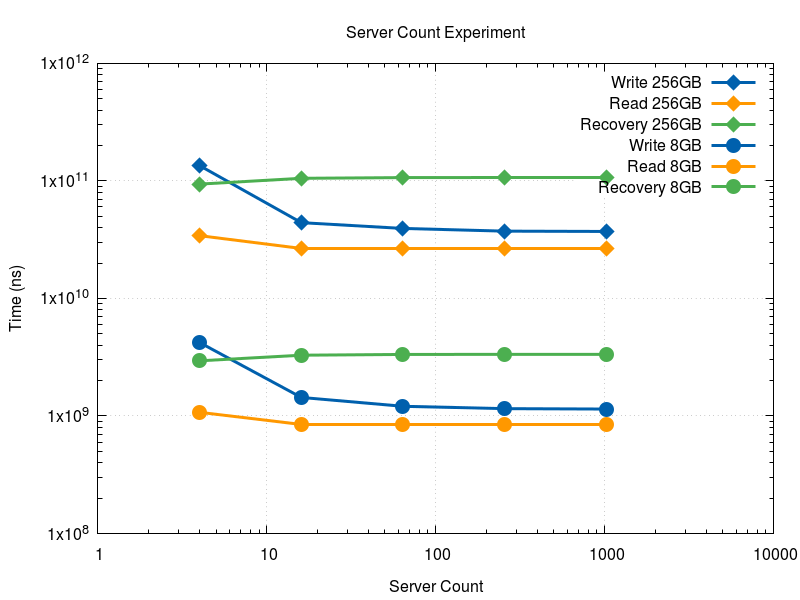 Server Count Experiment
1x10^12
1x10^11
1x10^10
1x10^9
1x10^8
Time (ns)
Write 256GB
Read 256GB
Recovery 256GB
Write 8GB
Read 8GB
Recovery 8GB
1 10 100 1000 10000
Server Count